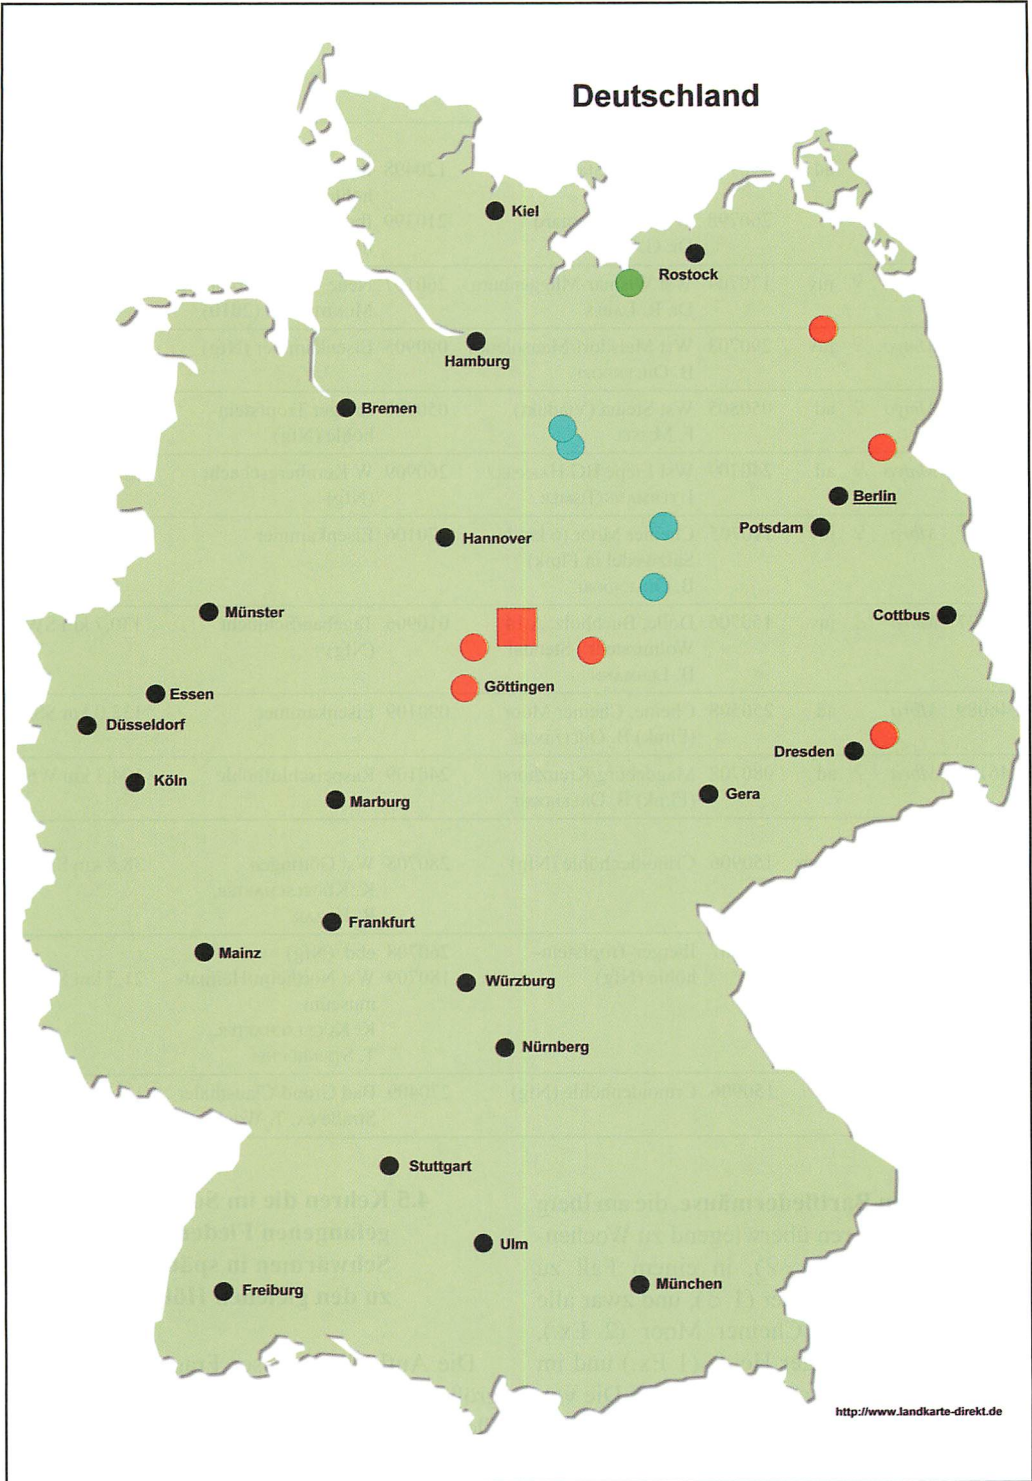 Deutschland
Kiel
Rostock
Hamburg
Bremen
Berlin
Potsdam
Hannover
Münster
Cottbus
Essen
Göttingen
Düsseldorf
Dresden
Köln
Gera
Marburg
Frankfurt
Mainz
Würzburg
Nürnberg
Stuttgart
Ulm
München
Freiburg
http://www.landkarte-direkt.de